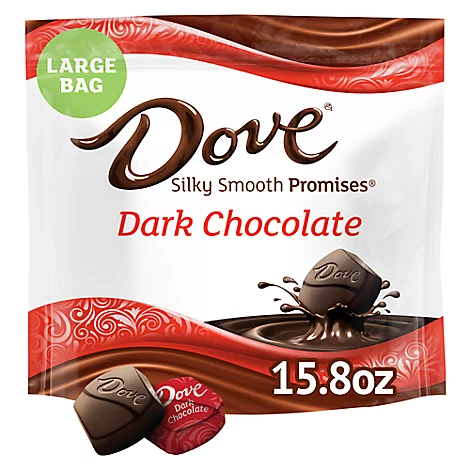 LARGE
BAG
Dove®
Silky Smooth Promises®
Dark Chocolate
Dove
15.8oz
Dove
Dove
Dark
Chocolate